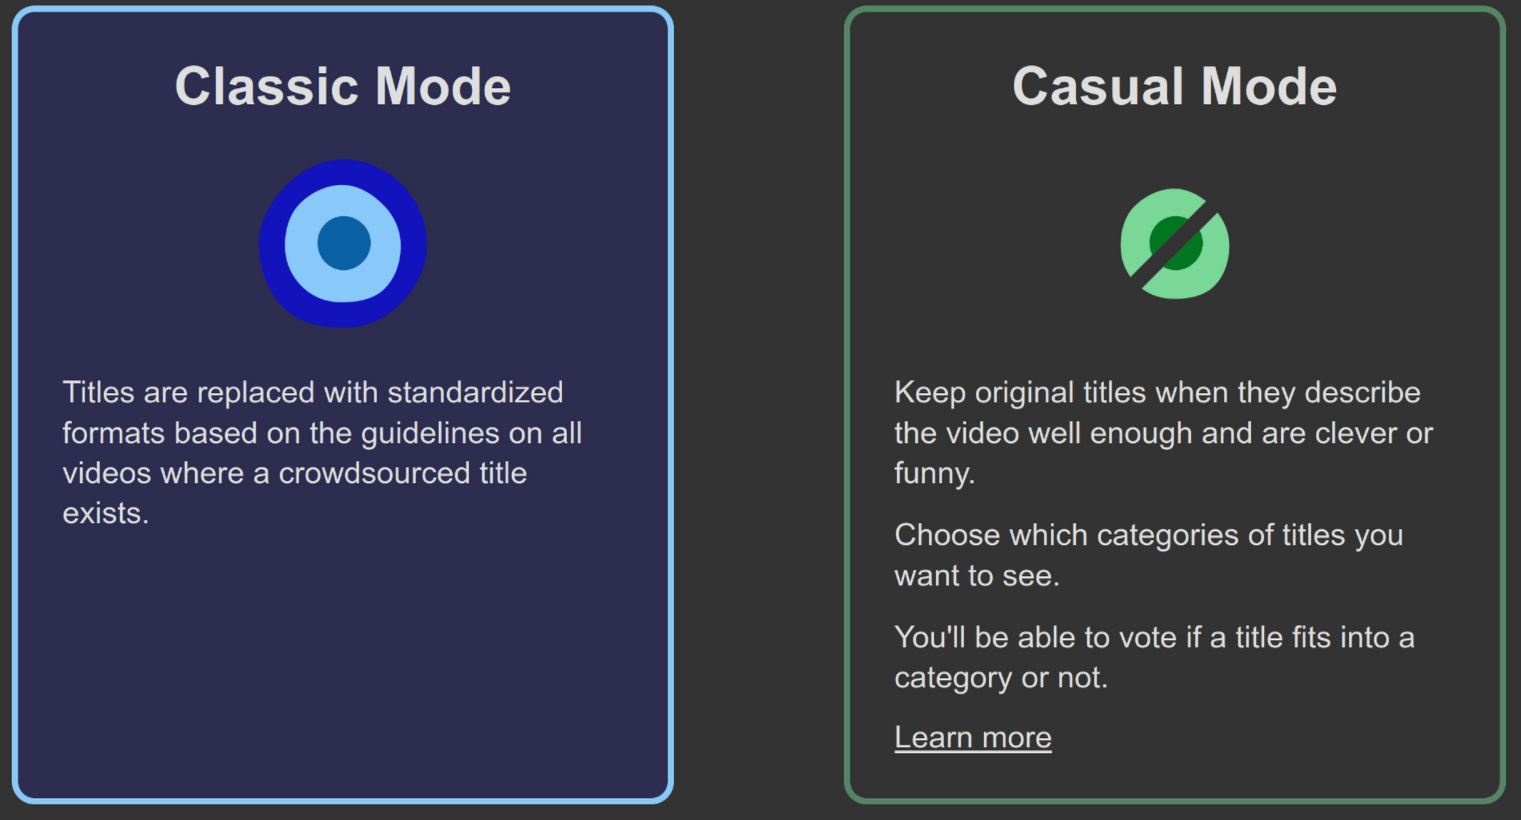 Classic Mode
Titles are replaced with standardized
formats based on the guidelines on all
videos where a crowdsourced title
exists.
Casual Mode
Keep original titles when they describe
the video well enough and are clever or
funny.
Choose which categories of titles you
want to see.
You'll be able to vote if a title fits into a
category or not.
Learn more